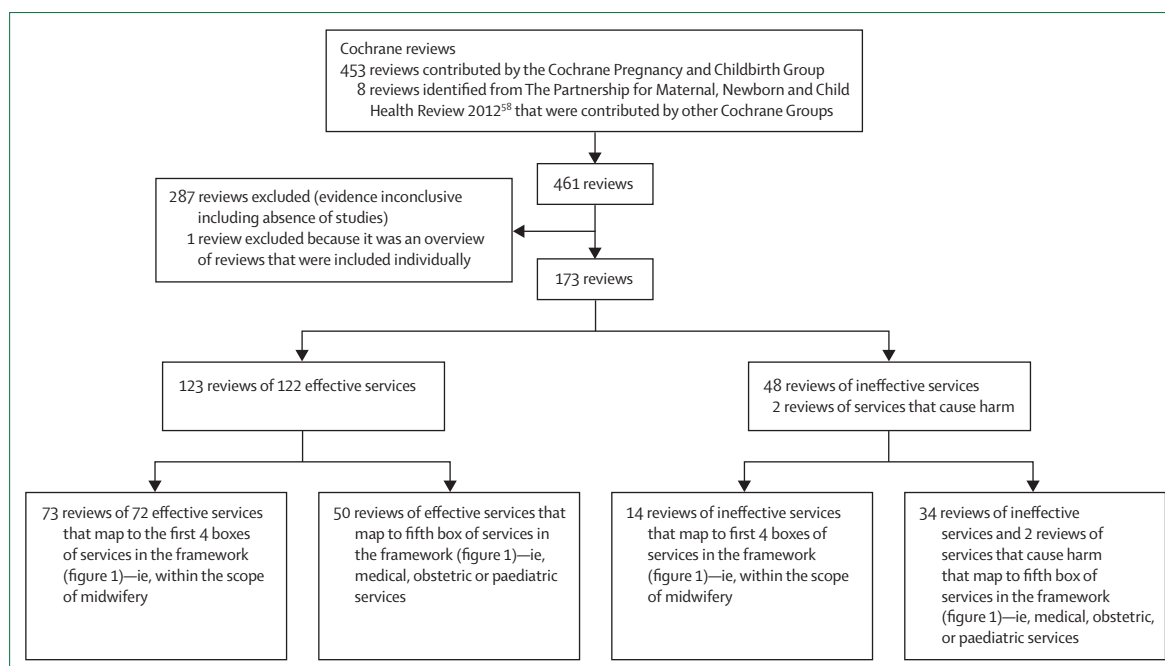 Cochrane reviews
453 reviews contributed by the Cochrane Pregnancy and Childbirth Group
8 reviews identified from The Partnership for Maternal, Newborn and Child
Health Review 2012⁵⁸ that were contributed by other Cochrane Groups
461 reviews
287 reviews excluded (evidence inconclusive
including absence of studies)
1 review excluded because it was an overview
of reviews that were included individually
173 reviews
123 reviews of 122 effective services
48 reviews of ineffective services
2 reviews of services that cause harm
73 reviews of 72 effective services
that map to the first 4 boxes
of services in the framework
(figure 1)—ie, within the scope
of midwifery
50 reviews of effective services that
map to fifth box of services in
the framework (figure 1)—ie,
medical, obstetric or paediatric
services
14 reviews of ineffective services
that map to first 4 boxes of
services in the framework
(figure 1)—ie, within the scope of
midwifery
34 reviews of ineffective
services and 2 reviews of
services that cause harm
that map to fifth box of
services in the framework
(figure 1)—ie, medical, obstetric,
or paediatric services